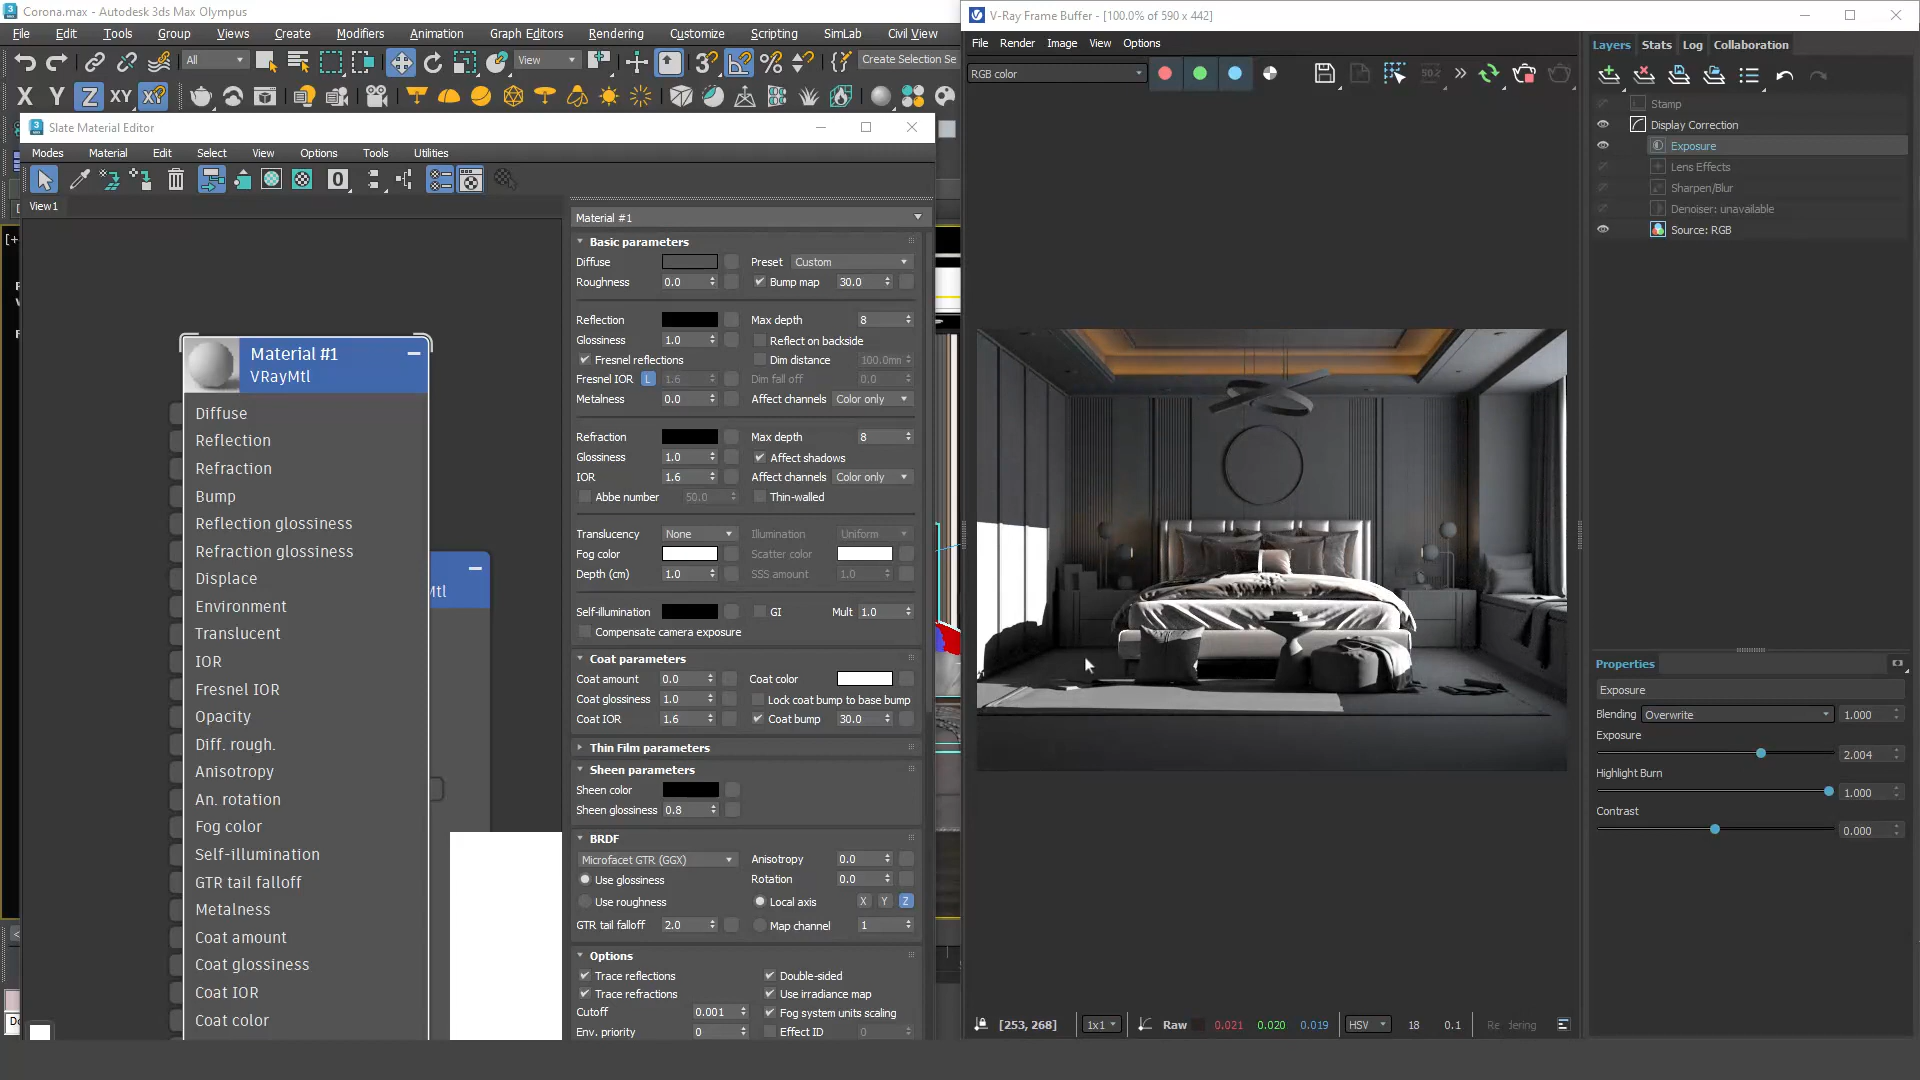 Corona.max - Autodesk 3ds Max Olympus
File Edit Tools Group Views Create Modifiers Animation Graph Editors Rendering Customize Scripting SimLab Civil View
All View Create Selection Se
X Y Z XY XY
Slate Material Editor
Modes Material Edit Select View Options Tools Utilities
View1
Material #1
VRayMtl
Diffuse
Reflection
Refraction
Bump
Reflection glossiness
Refraction glossiness
Displace
Environment
Translucent
IOR
Fresnel IOR
Opacity
Diff. rough.
Anisotropy
An. rotation
Fog color
Self-illumination
GTR tail falloff
Metalness
Coat amount
Coat glossiness
Coat IOR
Coat color
Material #1
Basic parameters
Diffuse Preset Custom
Roughness 0.0 Bump map 30.0
Reflection Max depth 8
Glossiness 1.0 Reflect on backside
Fresnel reflections Dim distance 100.0mm
Fresnel IOR L 1.6 Dim fall off 0.0
Metalness 0.0 Affect channels Color only
Refraction Max depth 8
Glossiness 1.0 Affect shadows
IOR 1.6 Affect channels Color only
Abbe number 50.0 Thin-walled
Translucency None Illumination Uniform
Fog color Scatter color
Depth (cm) 1.0 SSS amount 1.0
Self-illumination GI Mult 1.0
Compensate camera exposure
Coat parameters
Coat amount 0.0 Coat color
Coat glossiness 1.0 Lock coat bump to base bump
Coat IOR 1.6 Coat bump 30.0
Thin Film parameters
Sheen parameters
Sheen color
Sheen glossiness 0.8
BRDF
Microfacet GTR (GGX) Anisotropy 0.0
Use glossiness Rotation 0.0
Use roughness Local axis X Y Z
GTR tail falloff 2.0 Map channel 1
Options
Trace reflections Double-sided
Trace refractions Use irradiance map
Cutoff 0.001 Fog system units scaling
Env. priority 0 Effect ID 0
V-Ray Frame Buffer - [100.0% of 590 x 442]
File Render Image View Options
RGB color
[253, 268] 1x1 Raw 0.021 0.020 0.019 HSV 18 0.1
Layers Stats Log Collaboration
Stamp
Display Correction
Exposure
Lens Effects
Sharpen/Blur
Denoiser: unavailable
Source: RGB
Properties
Exposure
Blending Overwrite 1.000
Exposure
2.004
Highlight Burn
1.000
Contrast
0.000